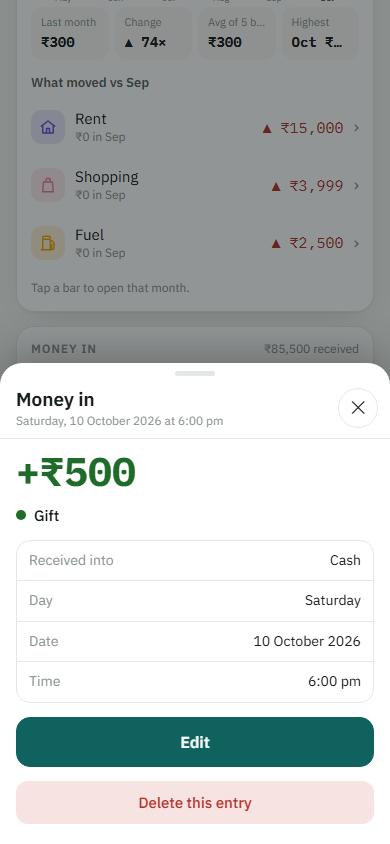 Last month
Change
Avg of 5 b…
Highest
₹300
▲ 74×
₹300
Oct ₹…
What moved vs Sep
Rent
₹0 in Sep
▲ ₹15,000 ›
Shopping
₹0 in Sep
▲ ₹3,999 ›
Fuel
₹0 in Sep
▲ ₹2,500 ›
Tap a bar to open that month.
MONEY IN
₹85,500 received
Money in
Saturday, 10 October 2026 at 6:00 pm
+₹500
Gift
Received into
Cash
Day
Saturday
Date
10 October 2026
Time
6:00 pm
Edit
Delete this entry